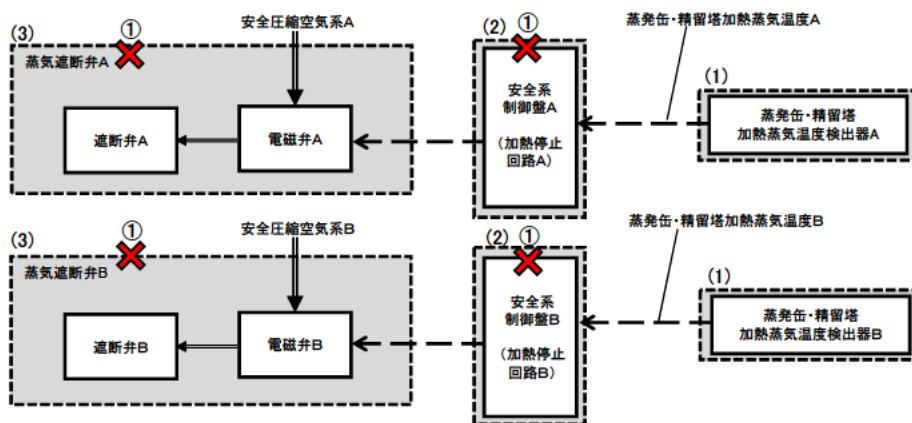 (3)
①
安全圧縮空気系A
(2)
①
蒸発缶・精留塔加熱蒸気温度A
蒸気遮断弁A
(1)
遮断弁A
電磁弁A
安全系
制御盤A
(加熱停止
回路A)
蒸発缶・精留塔
加熱蒸気温度検出器A
(3)
①
安全圧縮空気系B
(2)
①
蒸発缶・精留塔加熱蒸気温度B
蒸気遮断弁B
(1)
遮断弁B
電磁弁B
安全系
制御盤B
(加熱停止
回路B)
蒸発缶・精留塔
加熱蒸気温度検出器B